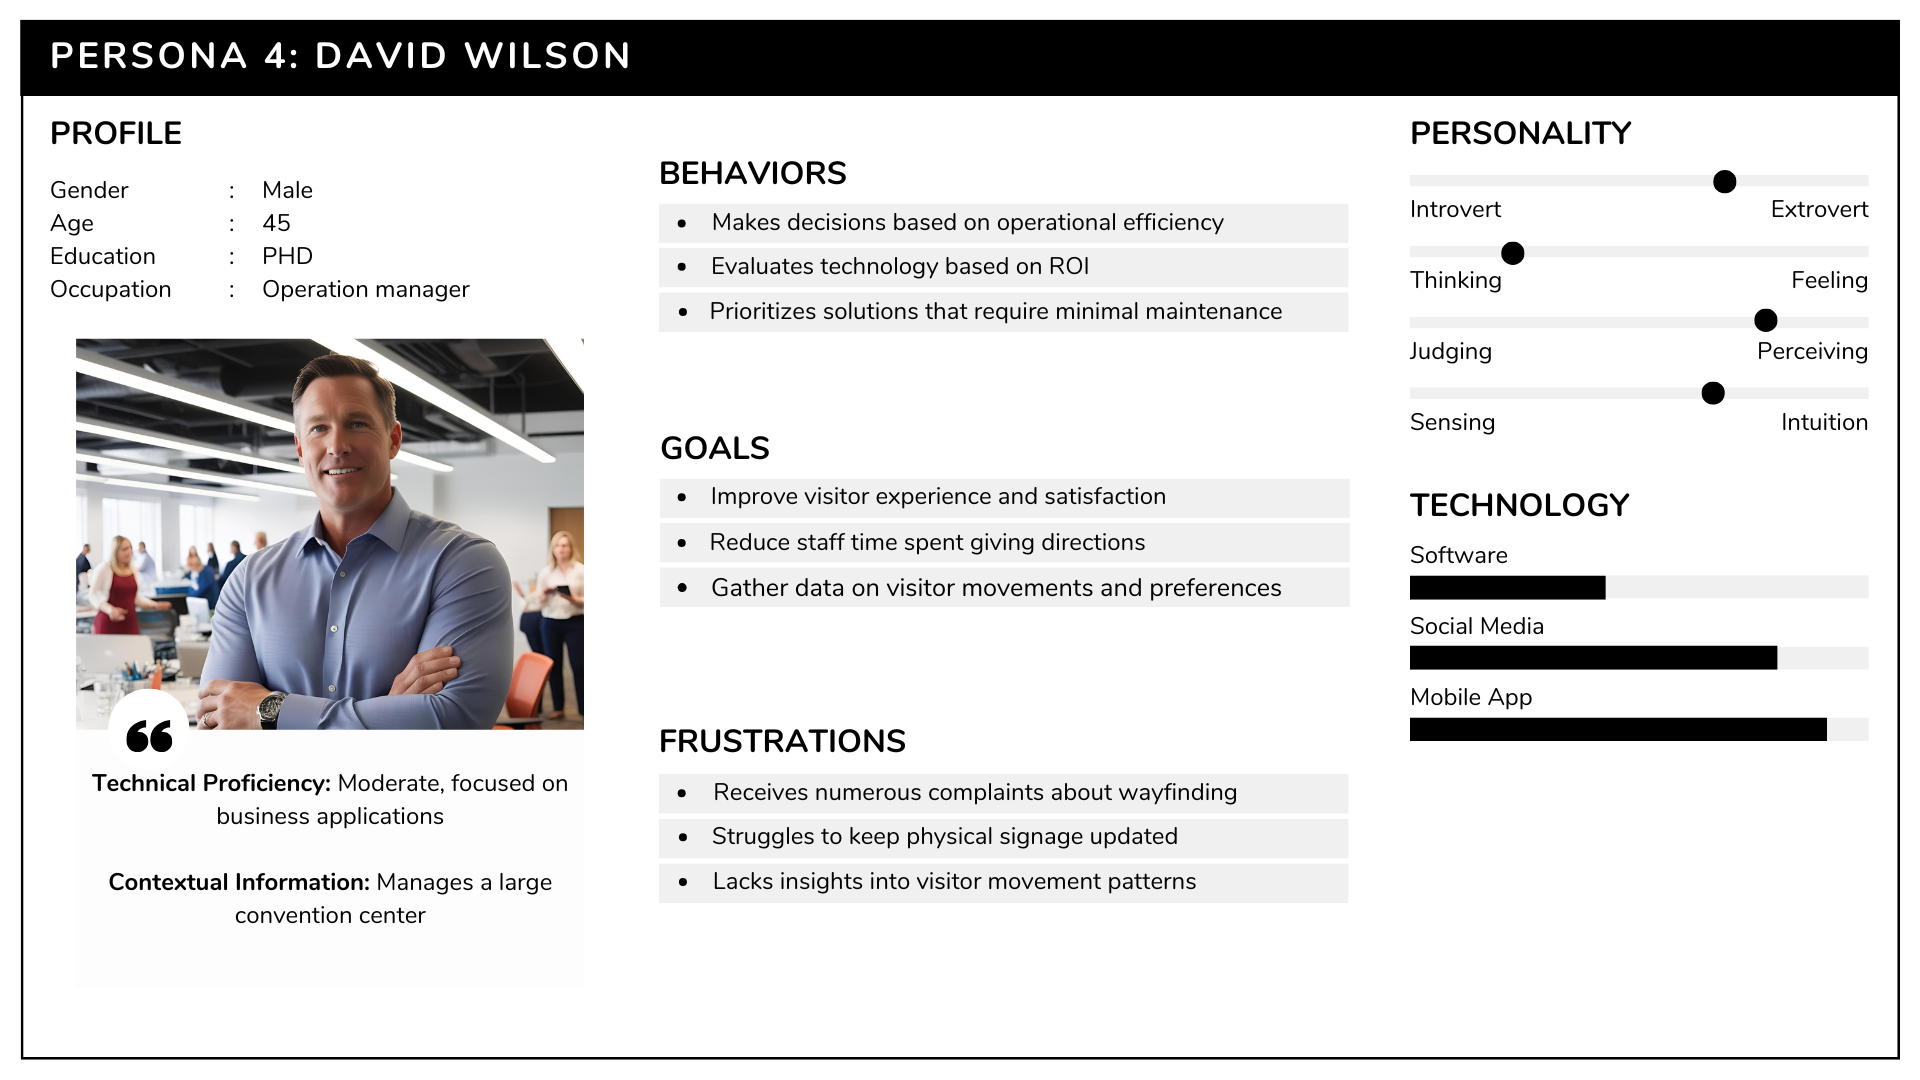 PERSONA 4: DAVID WILSON
PROFILE
Gender : Male
Age : 45
Education : PHD
Occupation : Operation manager
“
Technical Proficiency: Moderate, focused on
business applications
Contextual Information: Manages a large
convention center
BEHAVIORS
• Makes decisions based on operational efficiency
• Evaluates technology based on ROI
• Prioritizes solutions that require minimal maintenance
GOALS
• Improve visitor experience and satisfaction
• Reduce staff time spent giving directions
• Gather data on visitor movements and preferences
FRUSTRATIONS
• Receives numerous complaints about wayfinding
• Struggles to keep physical signage updated
• Lacks insights into visitor movement patterns
PERSONALITY
Introvert Extrovert
Thinking Feeling
Judging Perceiving
Sensing Intuition
TECHNOLOGY
Software
Social Media
Mobile App